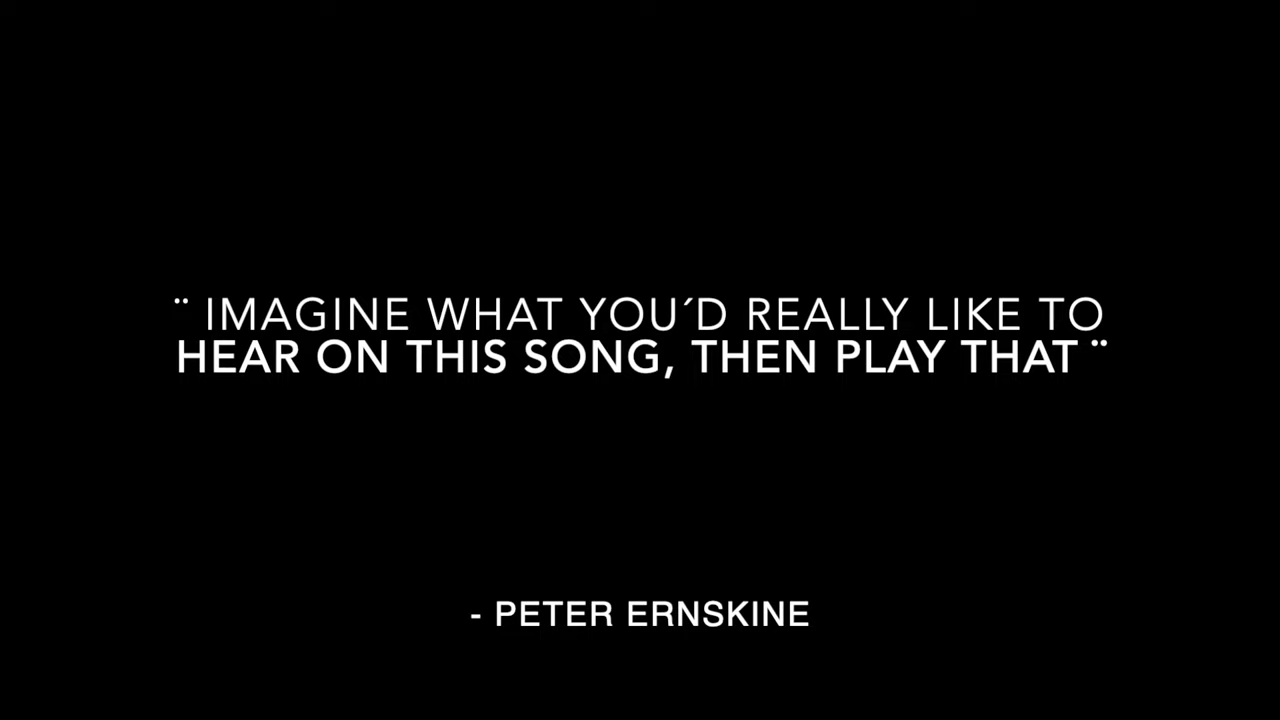 ¨ IMAGINE WHAT YOU´D REALLY LIKE TO
HEAR ON THIS SONG, THEN PLAY THAT ¨
- PETER ERNSKINE